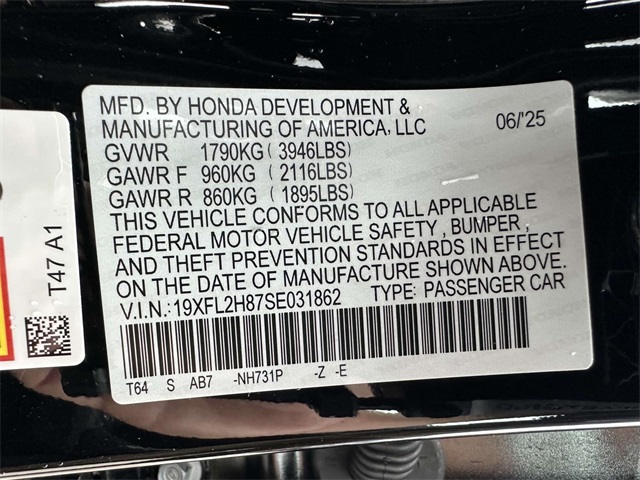 MFD. BY HONDA DEVELOPMENT &
MANUFACTURING OF AMERICA, LLC 06/'25
GVWR 1790KG ( 3946LBS)
GAWR F 960KG ( 2116LBS)
GAWR R 860KG ( 1895LBS)
THIS VEHICLE CONFORMS TO ALL APPLICABLE
FEDERAL MOTOR VEHICLE SAFETY , BUMPER ,
AND THEFT PREVENTION STANDARDS IN EFFECT
ON THE DATE OF MANUFACTURE SHOWN ABOVE.
V.I.N.: 19XFL2H87SE031862 TYPE: PASSENGER CAR
T64 S AB7 -NH731P -Z -E
T47 A1